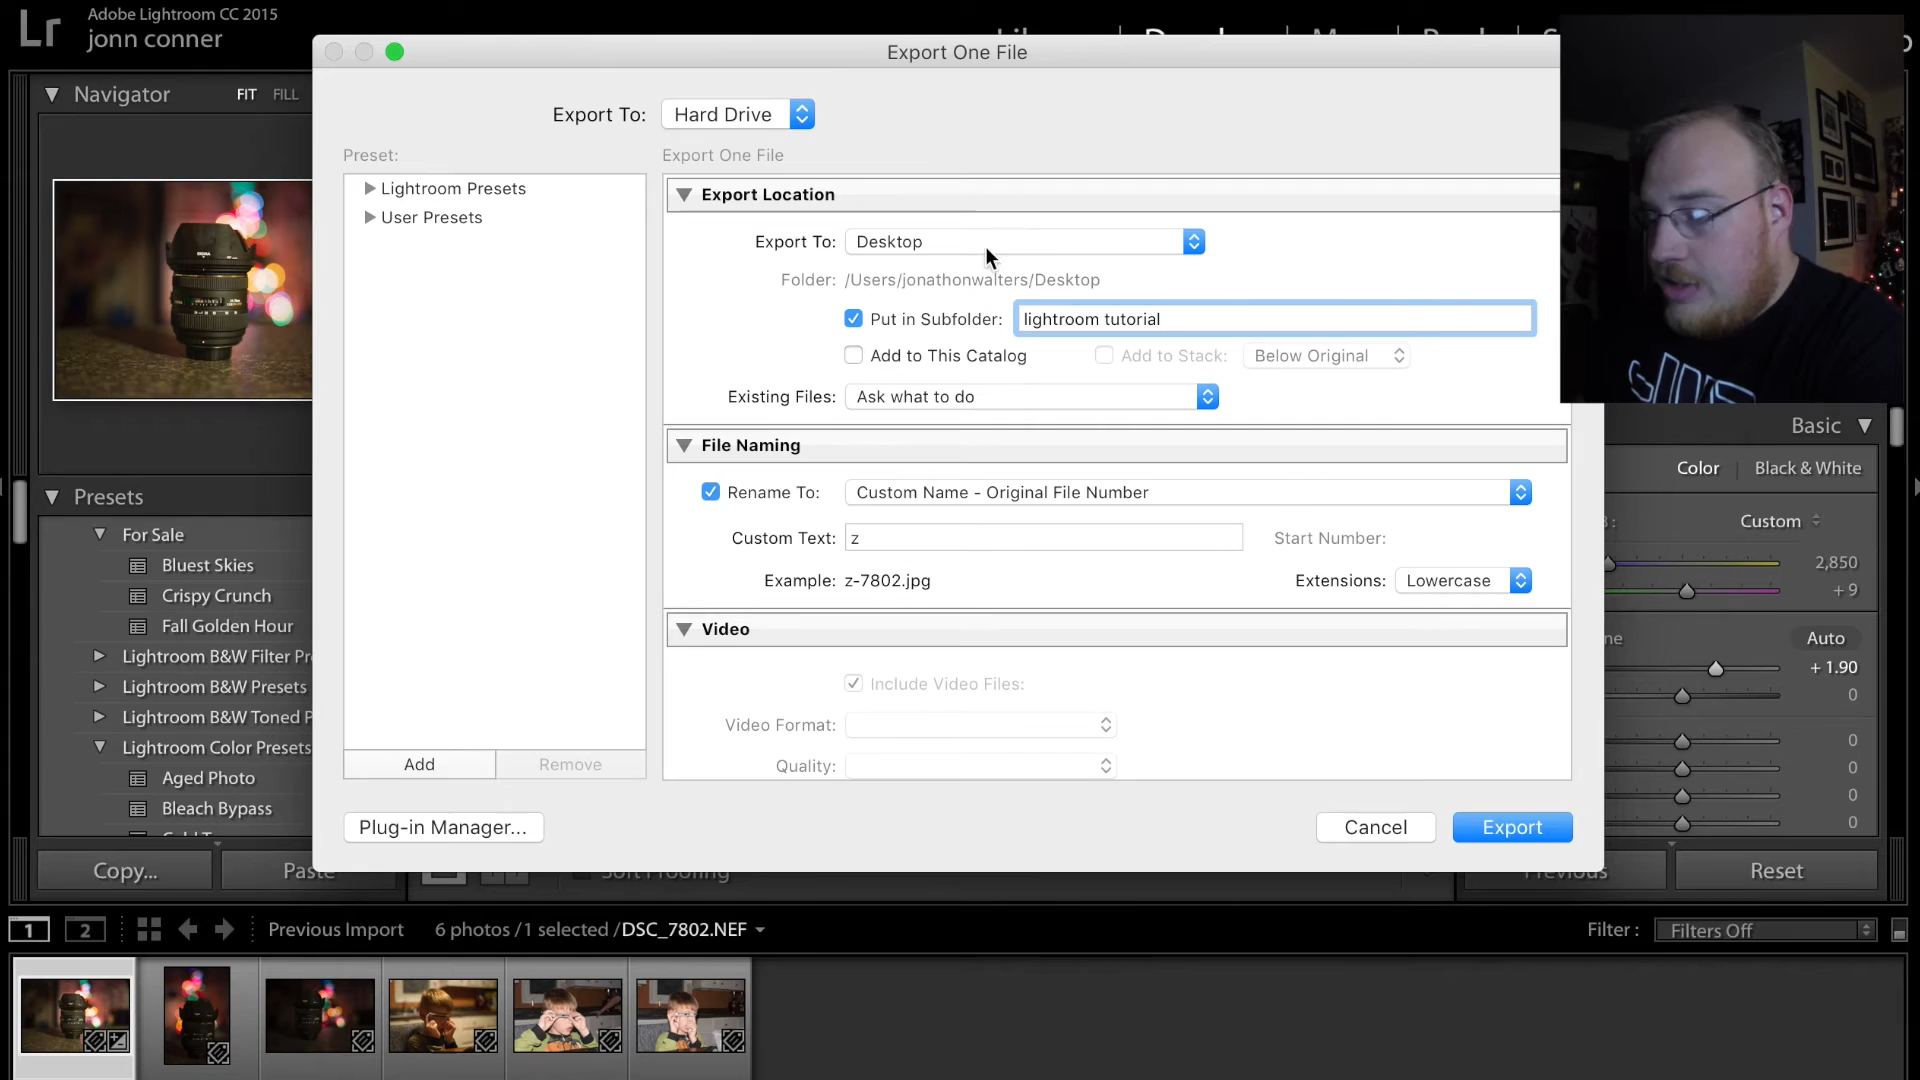 Adobe Lightroom CC 2015
jonn conner
Export One File
Navigator FIT FILL
Export To: Hard Drive
Preset:
Lightroom Presets
User Presets
Add Remove
Export One File
Export Location
Export To: Desktop
Folder: /Users/jonathonwalters/Desktop
Put in Subfolder: lightroom tutorial
Add to This Catalog Add to Stack: Below Original
Existing Files: Ask what to do
File Naming
Rename To: Custom Name - Original File Number
Custom Text: z Start Number:
Example: z-7802.jpg Extensions: Lowercase
Video
Include Video Files:
Video Format:
Quality:
Plug-in Manager... Cancel Export
Presets
For Sale
Bluest Skies
Crispy Crunch
Fall Golden Hour
Lightroom B&W Filter
Lightroom B&W Presets
Lightroom B&W Toned
Lightroom Color Presets
Aged Photo
Bleach Bypass
Copy... Paste
Soft Proofing
Basic
Color Black & White
Custom
2,850
+ 9
Auto
+ 1.90
0
0
0
0
0
Previous Reset
1 2 Previous Import 6 photos /1 selected /DSC_7802.NEF Filter : Filters Off